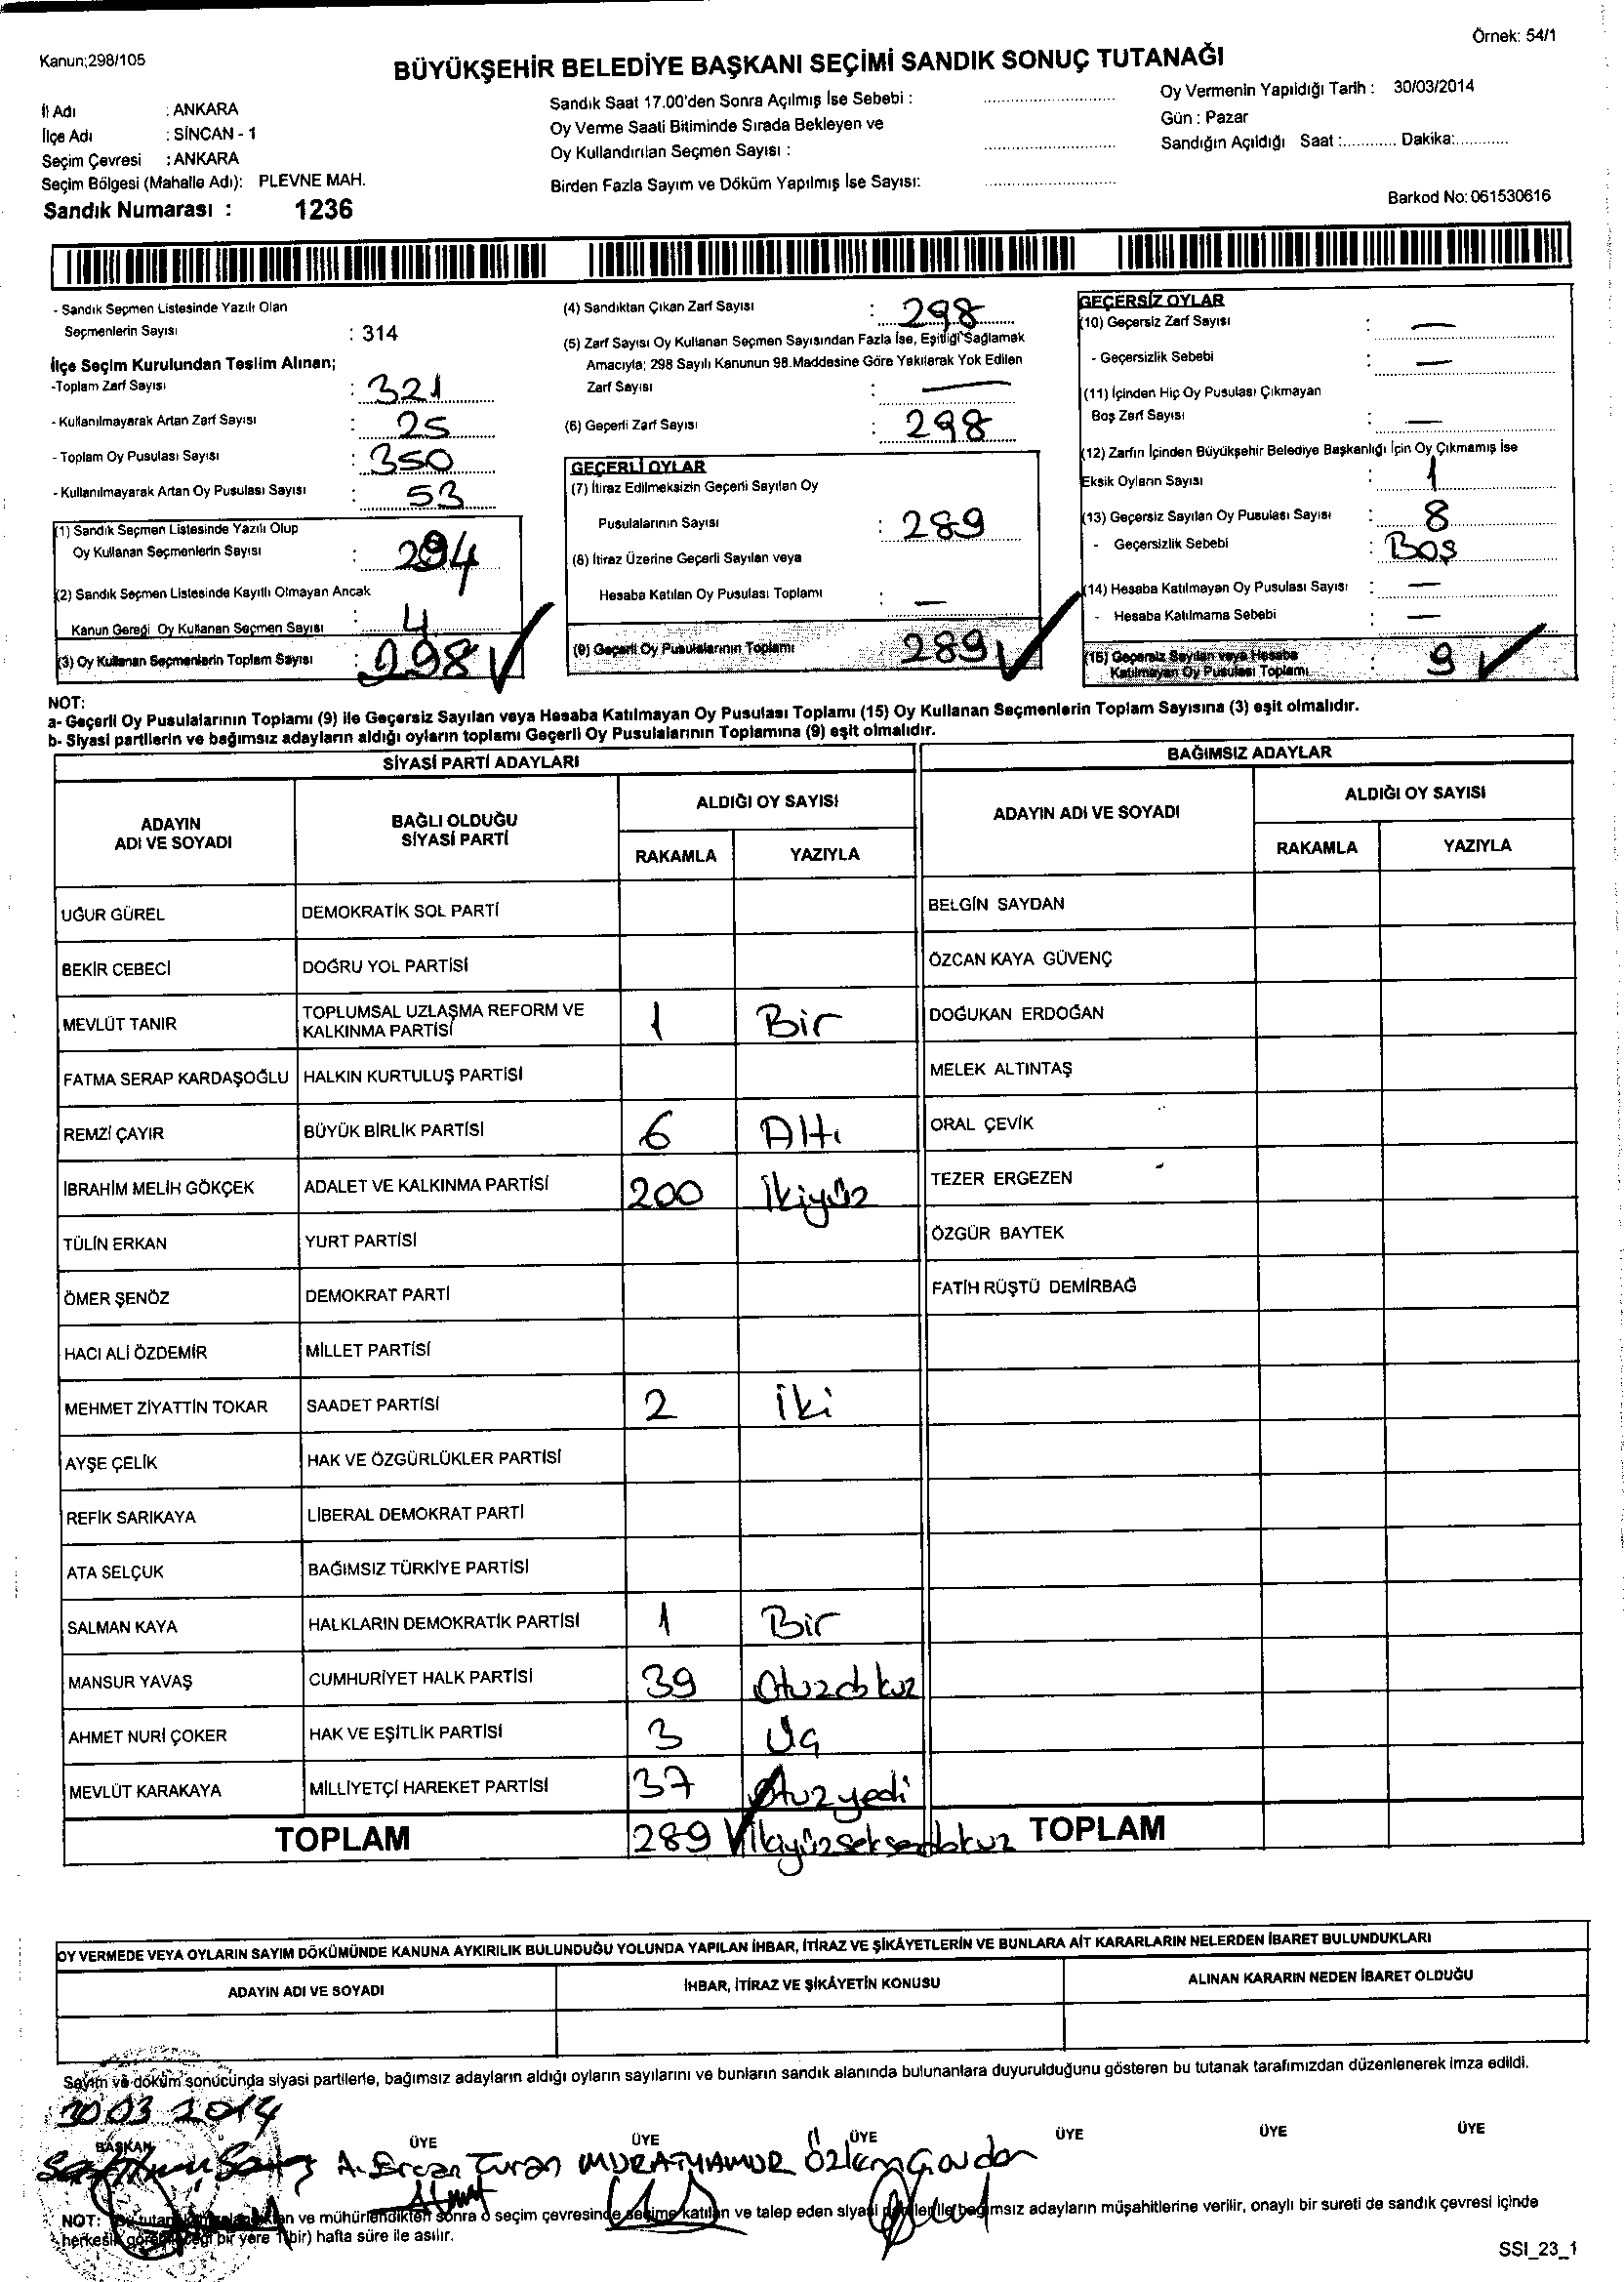 Örnek: 54/1
Kanun;298/105
BÜYÜKŞEHİR BELEDİYE BAŞKANI SEÇİMİ SANDIK SONUÇ TUTANAĞI
İl Adı : ANKARA
İlçe Adı : SİNCAN - 1
Seçim Çevresi : ANKARA
Seçim Bölgesi (Mahalle Adı): PLEVNE MAH.
Sandık Numarası : 1236
Sandık Saat 17.00'den Sonra Açılmış İse Sebebi :
Oy Verme Saati Bitiminde Sırada Bekleyen ve
Oy Kullandırılan Seçmen Sayısı :
Birden Fazla Sayım ve Döküm Yapılmış İse Sayısı:
Oy Vermenin Yapıldığı Tarih : 30/03/2014
Gün : Pazar
Sandığın Açıldığı Saat :............ Dakika:............
Barkod No: 061530616
- Sandık Seçmen Listesinde Yazılı Olan
Seçmenlerin Sayısı : 314
İlçe Seçim Kurulundan Teslim Alınan;
-Toplam Zarf Sayısı : 321
- Kullanılmayarak Artan Zarf Sayısı : 25
- Toplam Oy Pusulası Sayısı : 350
- Kullanılmayarak Artan Oy Pusulası Sayısı : 53
(1) Sandık Seçmen Listesinde Yazılı Olup
Oy Kullanan Seçmenlerin Sayısı : 294
(2) Sandık Seçmen Listesinde Kayıtlı Olmayan Ancak
Kanun Gereği Oy Kullanan Seçmen Sayısı : 4
(3) Oy Kullanan Seçmenlerin Toplam Sayısı : 298
(4) Sandıktan Çıkan Zarf Sayısı : 298
(5) Zarf Sayısı Oy Kullanan Seçmen Sayısından Fazla İse, Eşitliği Sağlamak
Amacıyla; 298 Sayılı Kanunun 98.Maddesine Göre Yakılarak Yok Edilen
Zarf Sayısı : —
(6) Geçerli Zarf Sayısı : 298
GEÇERLİ OYLAR
(7) İtiraz Edilmeksizin Geçerli Sayılan Oy
Pusulalarının Sayısı : 289
(8) İtiraz Üzerine Geçerli Sayılan veya
Hesaba Katılan Oy Pusulası Toplamı : —
(9) Geçerli Oy Pusulalarının Toplamı 289
GEÇERSİZ OYLAR
(10) Geçersiz Zarf Sayısı : —
- Geçersizlik Sebebi : —
(11) İçinden Hiç Oy Pusulası Çıkmayan
Boş Zarf Sayısı : —
(12) Zarfın İçinden Büyükşehir Belediye Başkanlığı İçin Oy Çıkmamış İse
Eksik Oyların Sayısı : 1
(13) Geçersiz Sayılan Oy Pusulası Sayısı : 8
- Geçersizlik Sebebi : Boş
(14) Hesaba Katılmayan Oy Pusulası Sayısı : —
- Hesaba Katılmama Sebebi : —
(15) Geçersiz Sayılan veya Hesaba
Katılmayan Oy Pusulası Toplamı : 9
NOT:
a- Geçerli Oy Pusulalarının Toplamı (9) ile Geçersiz Sayılan veya Hesaba Katılmayan Oy Pusulası Toplamı (15) Oy Kullanan Seçmenlerin Toplam Sayısına (3) eşit olmalıdır.
b- Siyasi partilerin ve bağımsız adayların aldığı oyların toplamı Geçerli Oy Pusulalarının Toplamına (9) eşit olmalıdır.
SİYASİ PARTİ ADAYLARI
ADAYIN ADI VE SOYADI
BAĞLI OLDUĞU SİYASİ PARTİ
ALDIĞI OY SAYISI
RAKAMLA YAZIYLA
UĞUR GÜREL DEMOKRATİK SOL PARTİ
BEKİR CEBECİ DOĞRU YOL PARTİSİ
MEVLÜT TANIR TOPLUMSAL UZLAŞMA REFORM VE KALKINMA PARTİSİ 1 Bir
FATMA SERAP KARDAŞOĞLU HALKIN KURTULUŞ PARTİSİ
REMZİ ÇAYIR BÜYÜK BİRLİK PARTİSİ 6 Altı
İBRAHİM MELİH GÖKÇEK ADALET VE KALKINMA PARTİSİ 200 İkiyüz
TÜLİN ERKAN YURT PARTİSİ
ÖMER ŞENÖZ DEMOKRAT PARTİ
HACI ALİ ÖZDEMİR MİLLET PARTİSİ
MEHMET ZİYATTİN TOKAR SAADET PARTİSİ 2 İki
AYŞE ÇELİK HAK VE ÖZGÜRLÜKLER PARTİSİ
REFİK SARIKAYA LİBERAL DEMOKRAT PARTİ
ATA SELÇUK BAĞIMSIZ TÜRKİYE PARTİSİ
SALMAN KAYA HALKLARIN DEMOKRATİK PARTİSİ 1 Bir
MANSUR YAVAŞ CUMHURİYET HALK PARTİSİ 39 Otuzdokuz
AHMET NURİ ÇOKER HAK VE EŞİTLİK PARTİSİ 3 Üç
MEVLÜT KARAKAYA MİLLİYETÇİ HAREKET PARTİSİ 37 Otuzyedi
TOPLAM 289 İkiyüzseksendokuz
BAĞIMSIZ ADAYLAR
ADAYIN ADI VE SOYADI
ALDIĞI OY SAYISI
RAKAMLA YAZIYLA
BELGİN SAYDAN
ÖZCAN KAYA GÜVENÇ
DOĞUKAN ERDOĞAN
MELEK ALTINTAŞ
ORAL ÇEVİK
TEZER ERGEZEN
ÖZGÜR BAYTEK
FATİH RÜŞTÜ DEMİRBAĞ
TOPLAM
OY VERMEDE VEYA OYLARIN SAYIM DÖKÜMÜNDE KANUNA AYKIRILIK BULUNDUĞU YOLUNDA YAPILAN İHBAR, İTİRAZ VE ŞİKÂYETLERİN VE BUNLARA AİT KARARLARIN NELERDEN İBARET BULUNDUKLARI
ADAYIN ADI VE SOYADI İHBAR, İTİRAZ VE ŞİKÂYETİN KONUSU ALINAN KARARIN NEDEN İBARET OLDUĞU
Sayım ve döküm sonucunda siyasi partilerle, bağımsız adayların aldığı oyların sayılarını ve bunların sandık alanında bulunanlara duyurulduğunu gösteren bu tutanak tarafımızdan düzenlenerek imza edildi.
30 03 2014
BAŞKAN ÜYE ÜYE ÜYE ÜYE ÜYE ÜYE
A. Ercan Turan MURAT YAMUR Özlem
NOT: ve mühürlendikten sonra o seçim çevresinde seçime katılan ve talep eden siyasi partiler ile bağımsız adayların müşahitlerine verilir, onaylı bir sureti de sandık çevresi içinde
herkesin görebileceği bir yere 1(bir) hafta süre ile asılır.
SSI_23_1